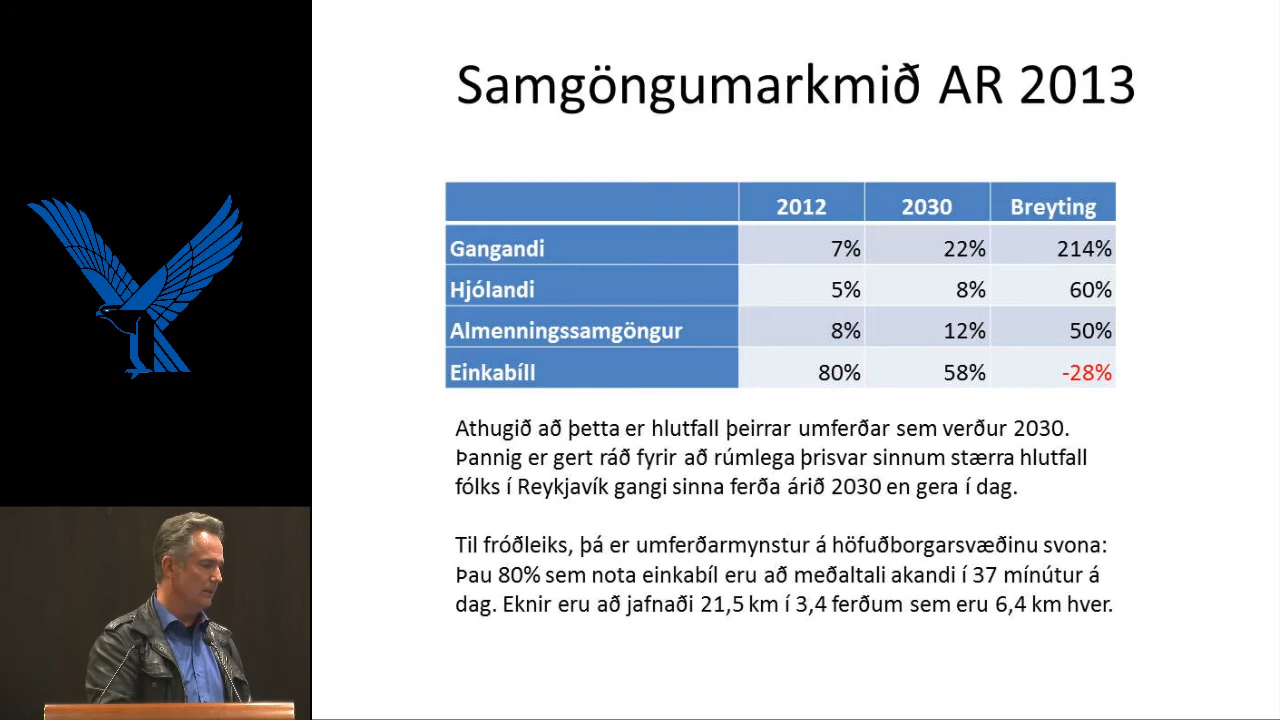 Samgöngumarkmið AR 2013
2012 2030 Breyting
Gangandi 7% 22% 214%
Hjólandi 5% 8% 60%
Almenningssamgöngur 8% 12% 50%
Einkabíll 80% 58% -28%
Athugið að þetta er hlutfall þeirrar umferðar sem verður 2030.
Þannig er gert ráð fyrir að rúmlega þrisvar sinnum stærra hlutfall
fólks í Reykjavík gangi sinna ferða árið 2030 en gera í dag.
Til fróðleiks, þá er umferðarmynstur á höfuðborgarsvæðinu svona:
Þau 80% sem nota einkabíl eru að meðaltali akandi í 37 mínútur á
dag. Eknir eru að jafnaði 21,5 km í 3,4 ferðum sem eru 6,4 km hver.